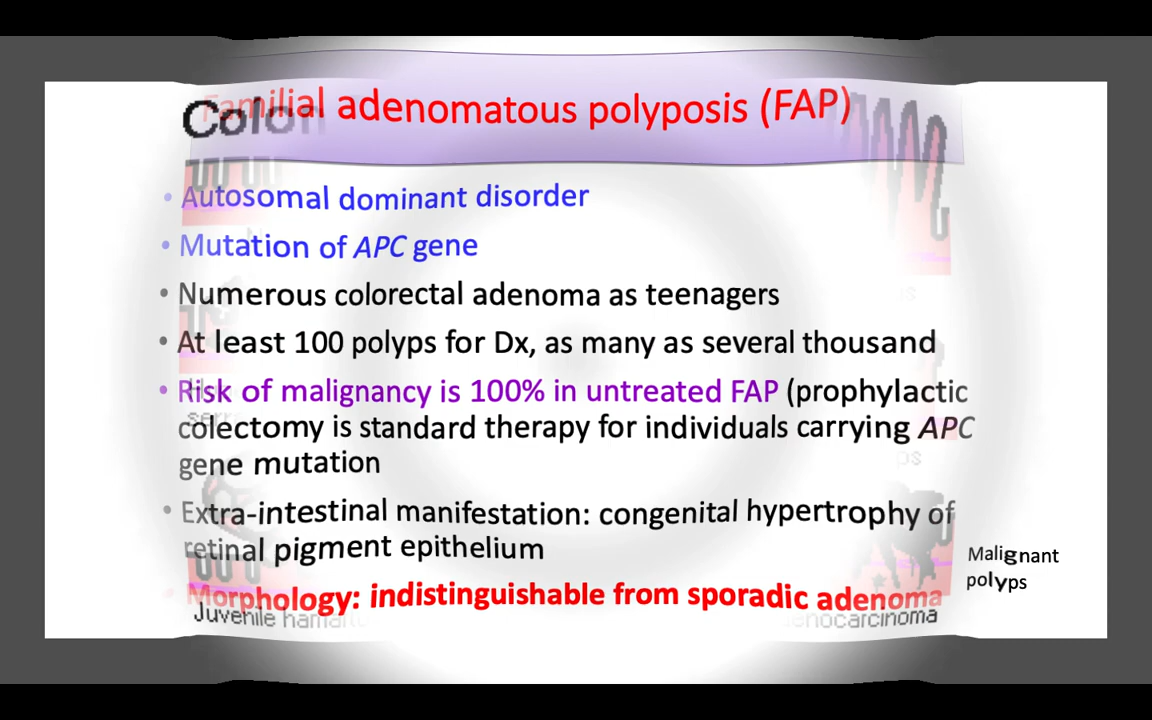 Familial adenomatous polyposis (FAP)
Colon
• Autosomal dominant disorder
• Mutation of APC gene
• Numerous colorectal adenoma as teenagers
• At least 100 polyps for Dx, as many as several thousand
• Risk of malignancy is 100% in untreated FAP (prophylactic
colectomy is standard therapy for individuals carrying APC
gene mutation
• Extra-intestinal manifestation: congenital hypertrophy of
retinal pigment epithelium
Malignant
polyps
• Morphology: indistinguishable from sporadic adenoma
Juvenile